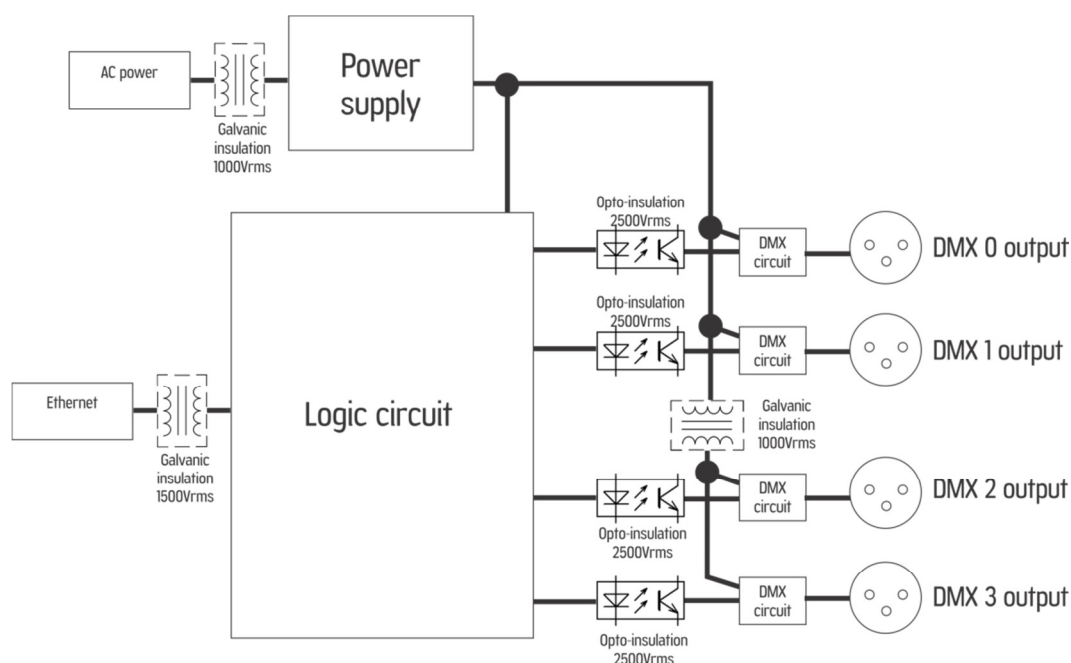 AC power
Galvanic
insulation
1000Vrms
Power
supply
Opto-insulation
2500Vrms
DMX
circuit
DMX 0 output
Opto-insulation
2500Vrms
DMX
circuit
DMX 1 output
Ethernet
Galvanic
insulation
1500Vrms
Logic circuit
Galvanic
insulation
1000Vrms
DMX
circuit
DMX 2 output
Opto-insulation
2500Vrms
DMX
circuit
DMX 3 output
Opto-insulation
2500Vrms